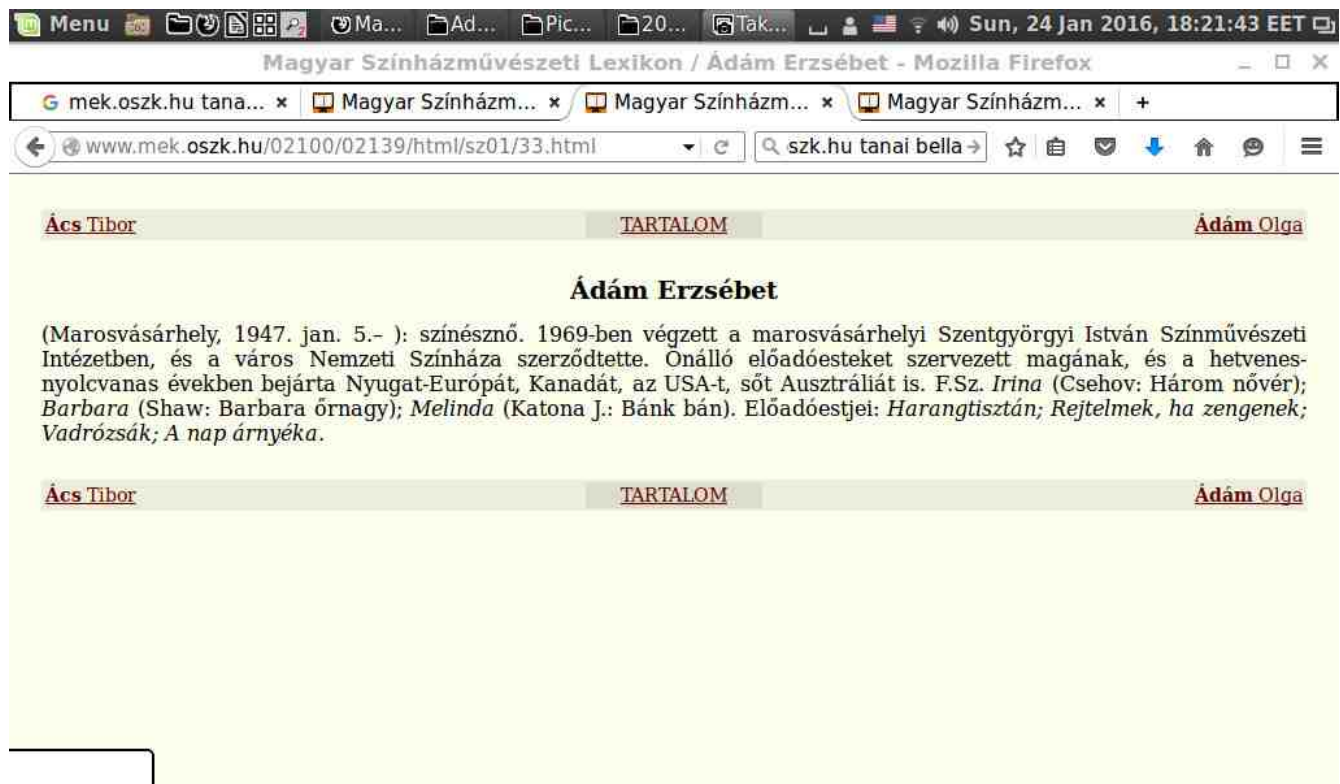 Menu Ma... Ad... Pic... 20... Tak... Sun, 24 Jan 2016, 18:21:43 EET
Magyar Színházművészeti Lexikon / Ádám Erzsébet - Mozilla Firefox
mek.oszk.hu tana... × Magyar Színházm... × Magyar Színházm... × Magyar Színházm... × +
www.mek.oszk.hu/02100/02139/html/sz01/33.html szk.hu tanai bella
Ács Tibor TARTALOM Ádám Olga
Ádám Erzsébet
(Marosvásárhely, 1947. jan. 5.– ): színésznő. 1969-ben végzett a marosvásárhelyi Szentgyörgyi István Színművészeti
Intézetben, és a város Nemzeti Színháza szerződtette. Önálló előadóesteket szervezett magának, és a hetvenes-
nyolcvanas években bejárta Nyugat-Európát, Kanadát, az USA-t, sőt Ausztráliát is. F.Sz. Irina (Csehov: Három nővér);
Barbara (Shaw: Barbara őrnagy); Melinda (Katona J.: Bánk bán). Előadóestjei: Harangtisztán; Rejtelmek, ha zengenek;
Vadrózsák; A nap árnyéka.
Ács Tibor TARTALOM Ádám Olga